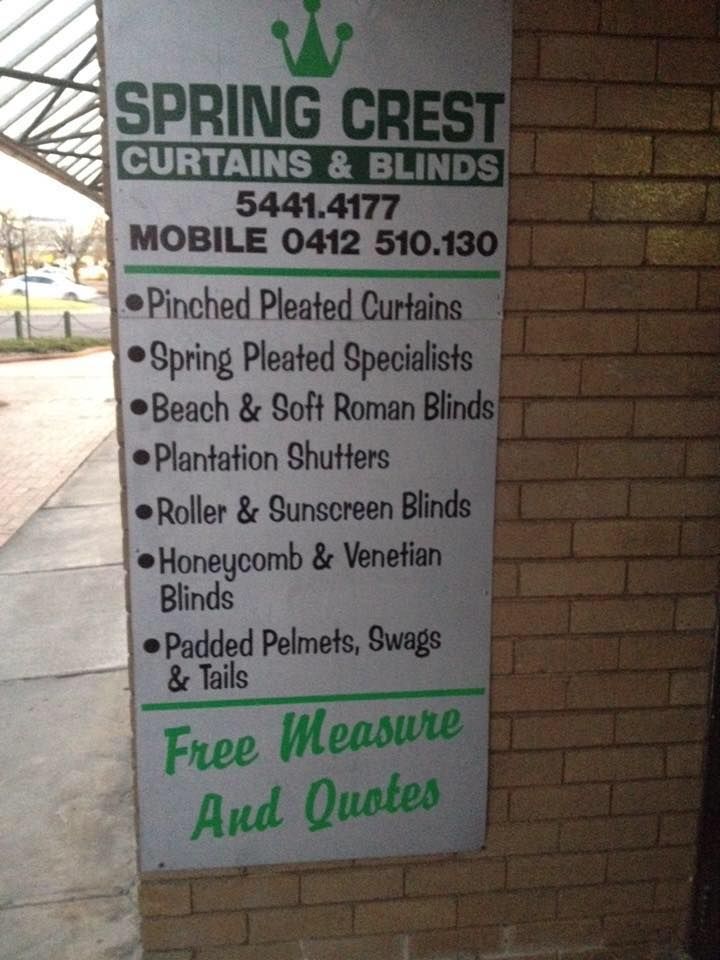 SPRING CREST
CURTAINS & BLINDS
5441.4177
MOBILE 0412 510.130
•Pinched Pleated Curtains
•Spring Pleated Specialists
•Beach & Soft Roman Blinds
•Plantation Shutters
•Roller & Sunscreen Blinds
•Honeycomb & Venetian
Blinds
•Padded Pelmets, Swags
& Tails
Free Measure
And Quotes